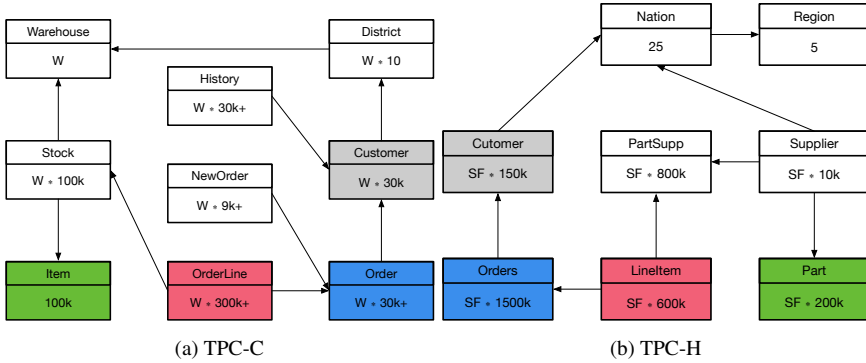 Warehouse
W
District
W * 10
History
W * 30k+
Stock
W * 100k
Customer
W * 30k
NewOrder
W * 9k+
Item
100k
OrderLine
W * 300k+
Order
W * 30k+
(a) TPC-C
Nation
25
Region
5
Cutomer
SF * 150k
PartSupp
SF * 800k
Supplier
SF * 10k
Orders
SF * 1500k
LineItem
SF * 600k
Part
SF * 200k
(b) TPC-H